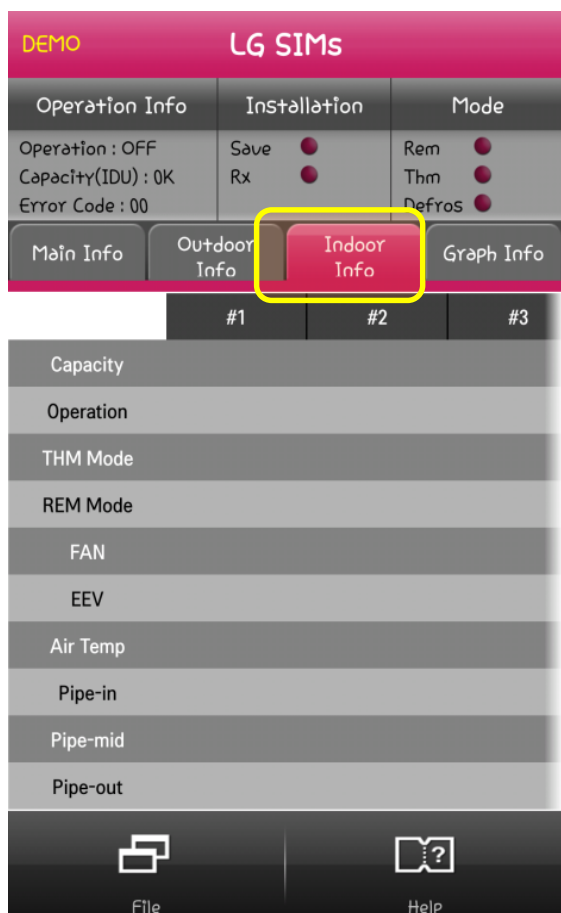 DEMO LG SIMs
Operation Info Installation Mode
Operation : OFF Save Rem
Capacity(IDU) : 0K Rx Thm
Error Code : 00 Defros
Main Info Outdoor Info Indoor Info Graph Info
#1 #2 #3
Capacity
Operation
THM Mode
REM Mode
FAN
EEV
Air Temp
Pipe-in
Pipe-mid
Pipe-out
?
File Help